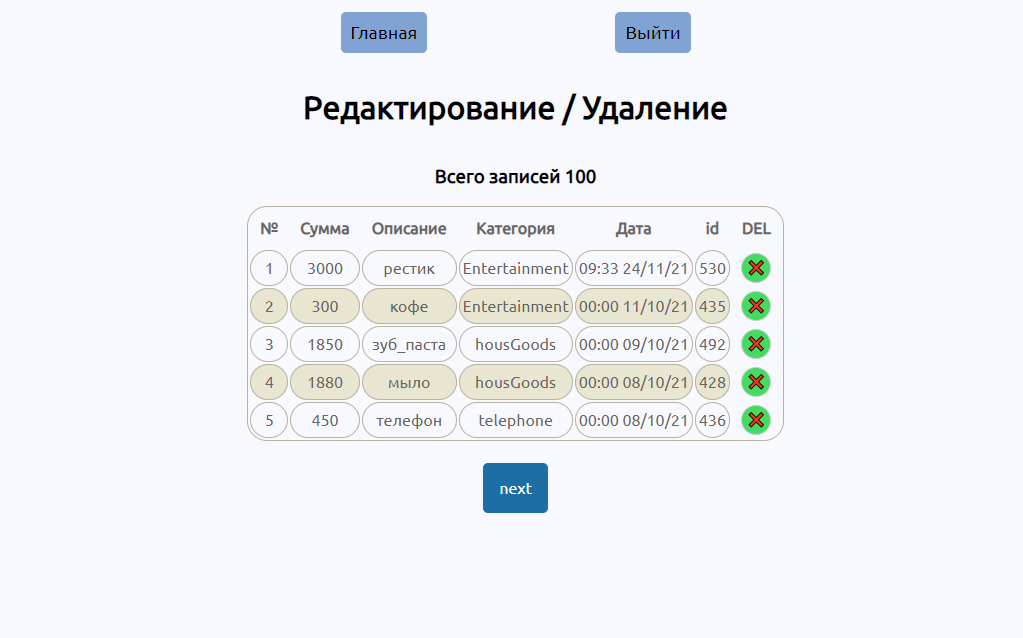 Главная Выйти
Редактирование / Удаление
Всего записей 100
№ Сумма Описание Категория Дата id DEL
1 3000 рестик Entertainment 09:33 24/11/21 530
2 300 кофе Entertainment 00:00 11/10/21 435
3 1850 зуб_паста housGoods 00:00 09/10/21 492
4 1880 мыло housGoods 00:00 08/10/21 428
5 450 телефон telephone 00:00 08/10/21 436
next